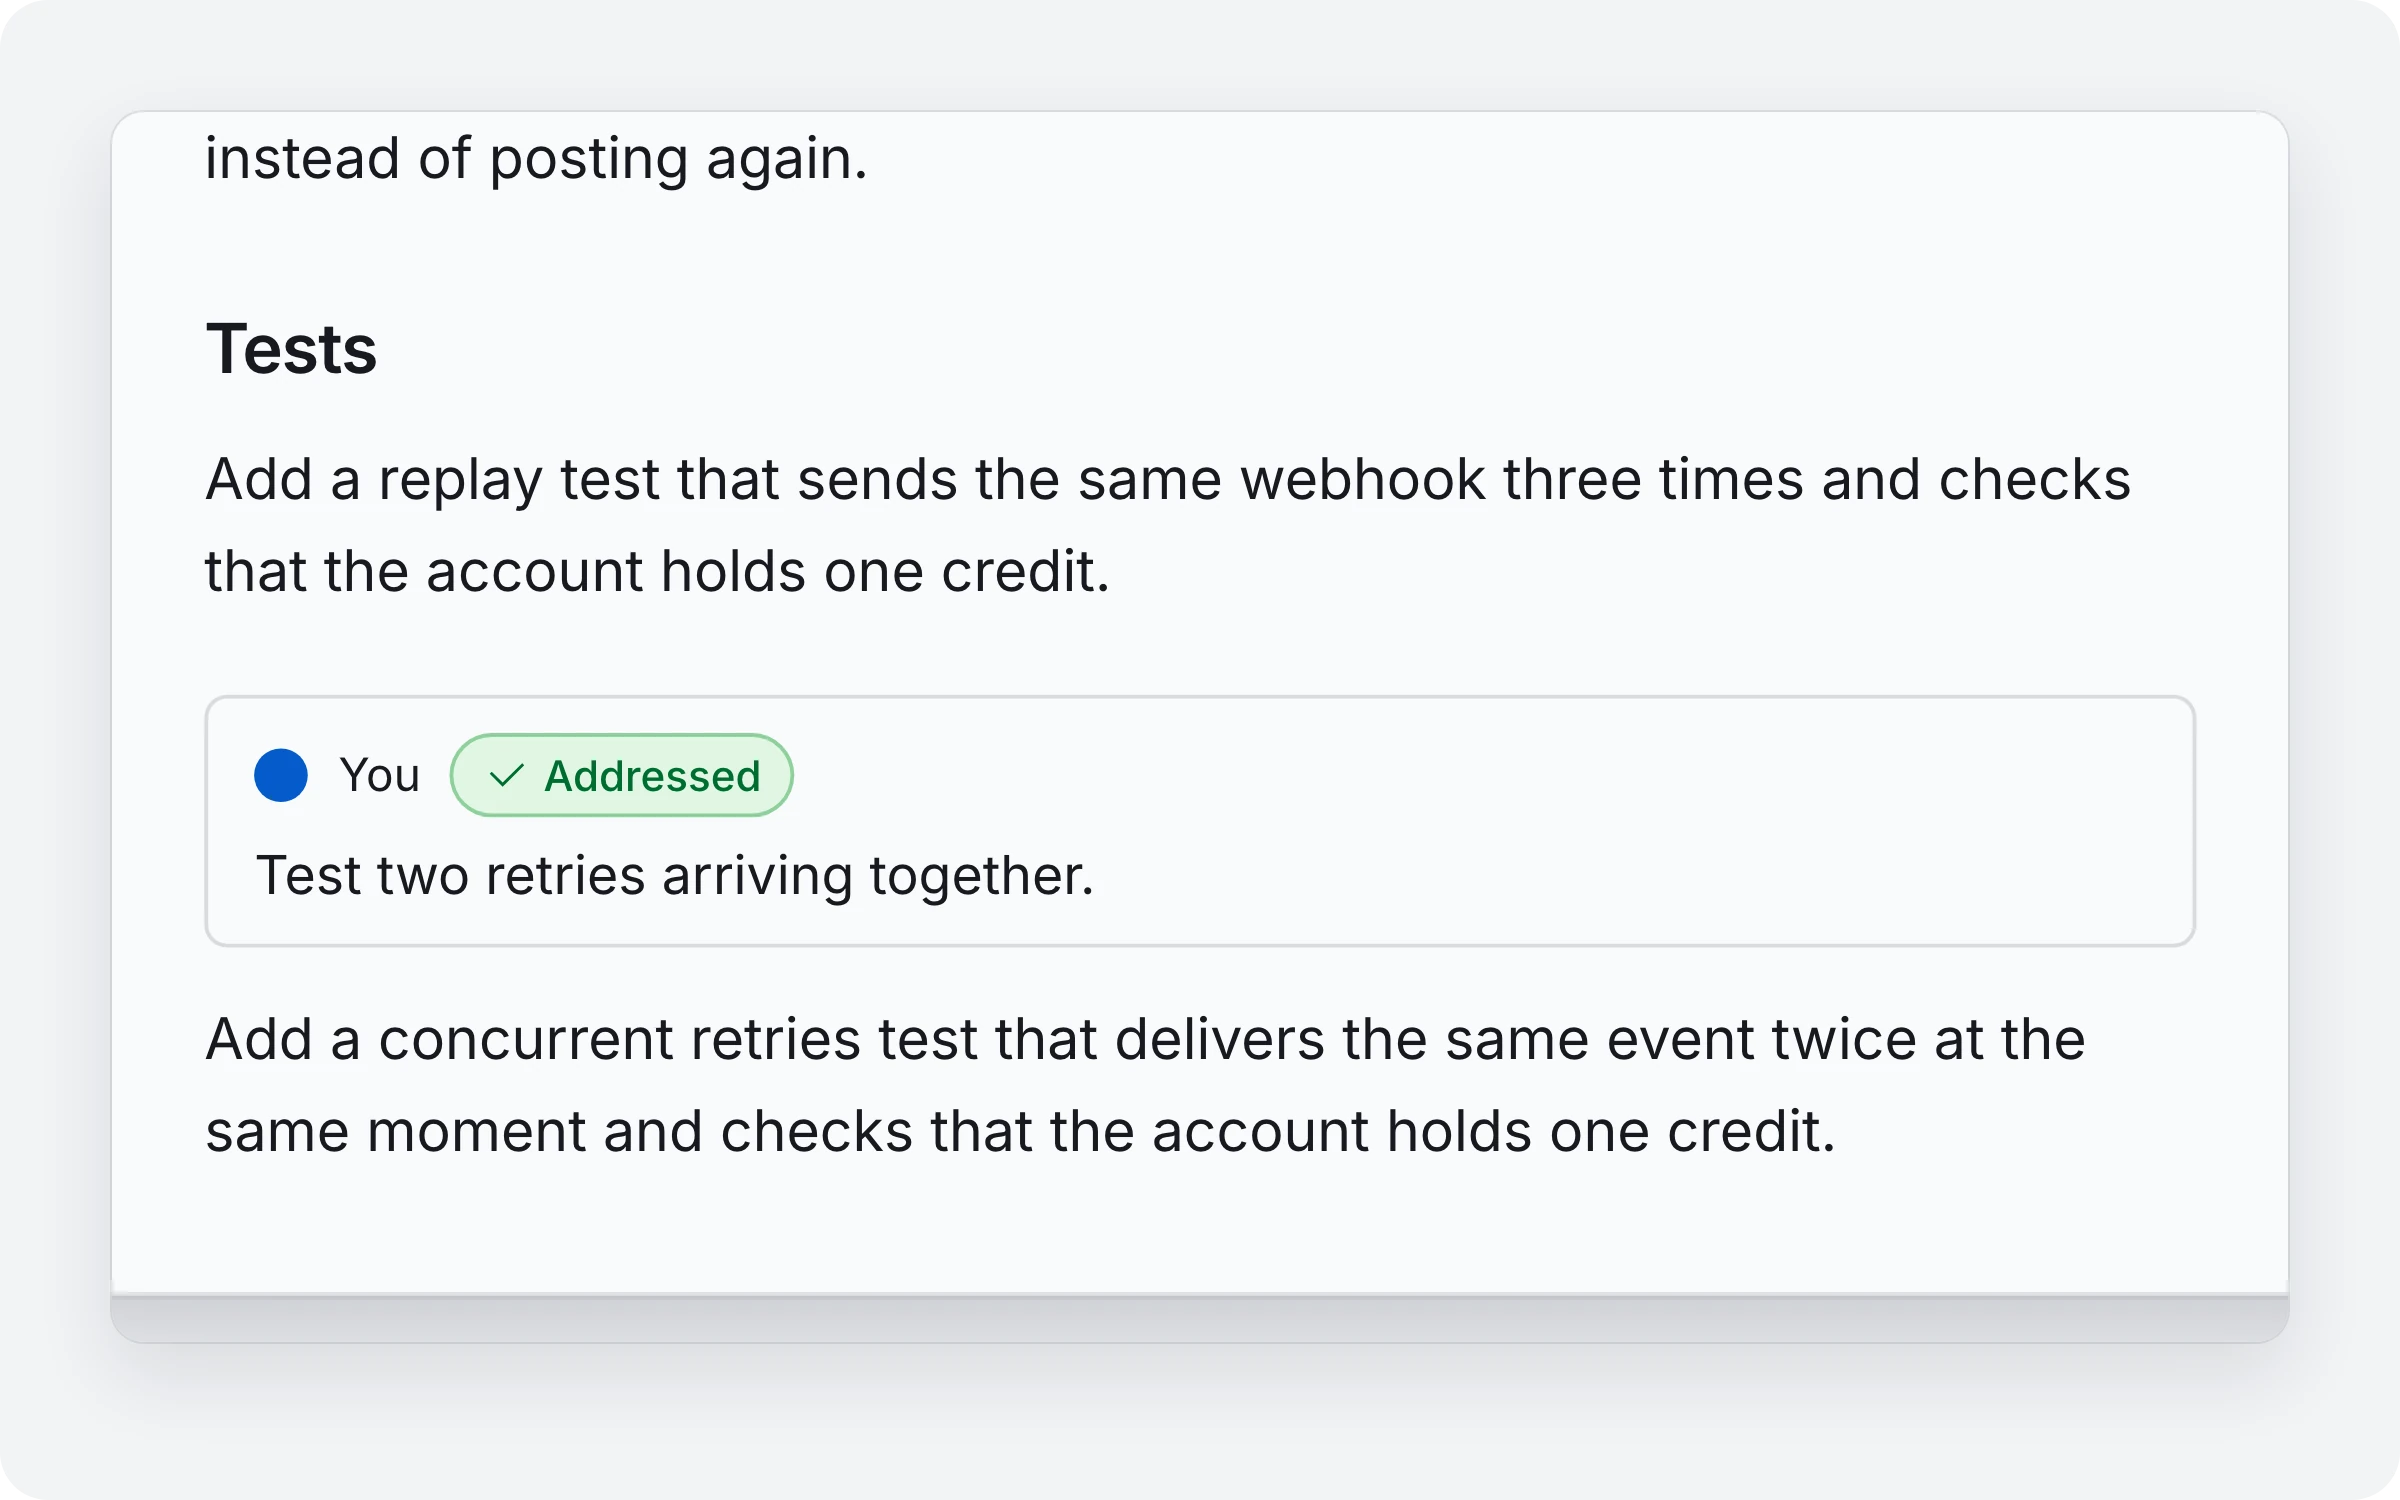 instead of posting again.
Tests
Add a replay test that sends the same webhook three times and checks
that the account holds one credit.
You Addressed
Test two retries arriving together.
Add a concurrent retries test that delivers the same event twice at the
same moment and checks that the account holds one credit.